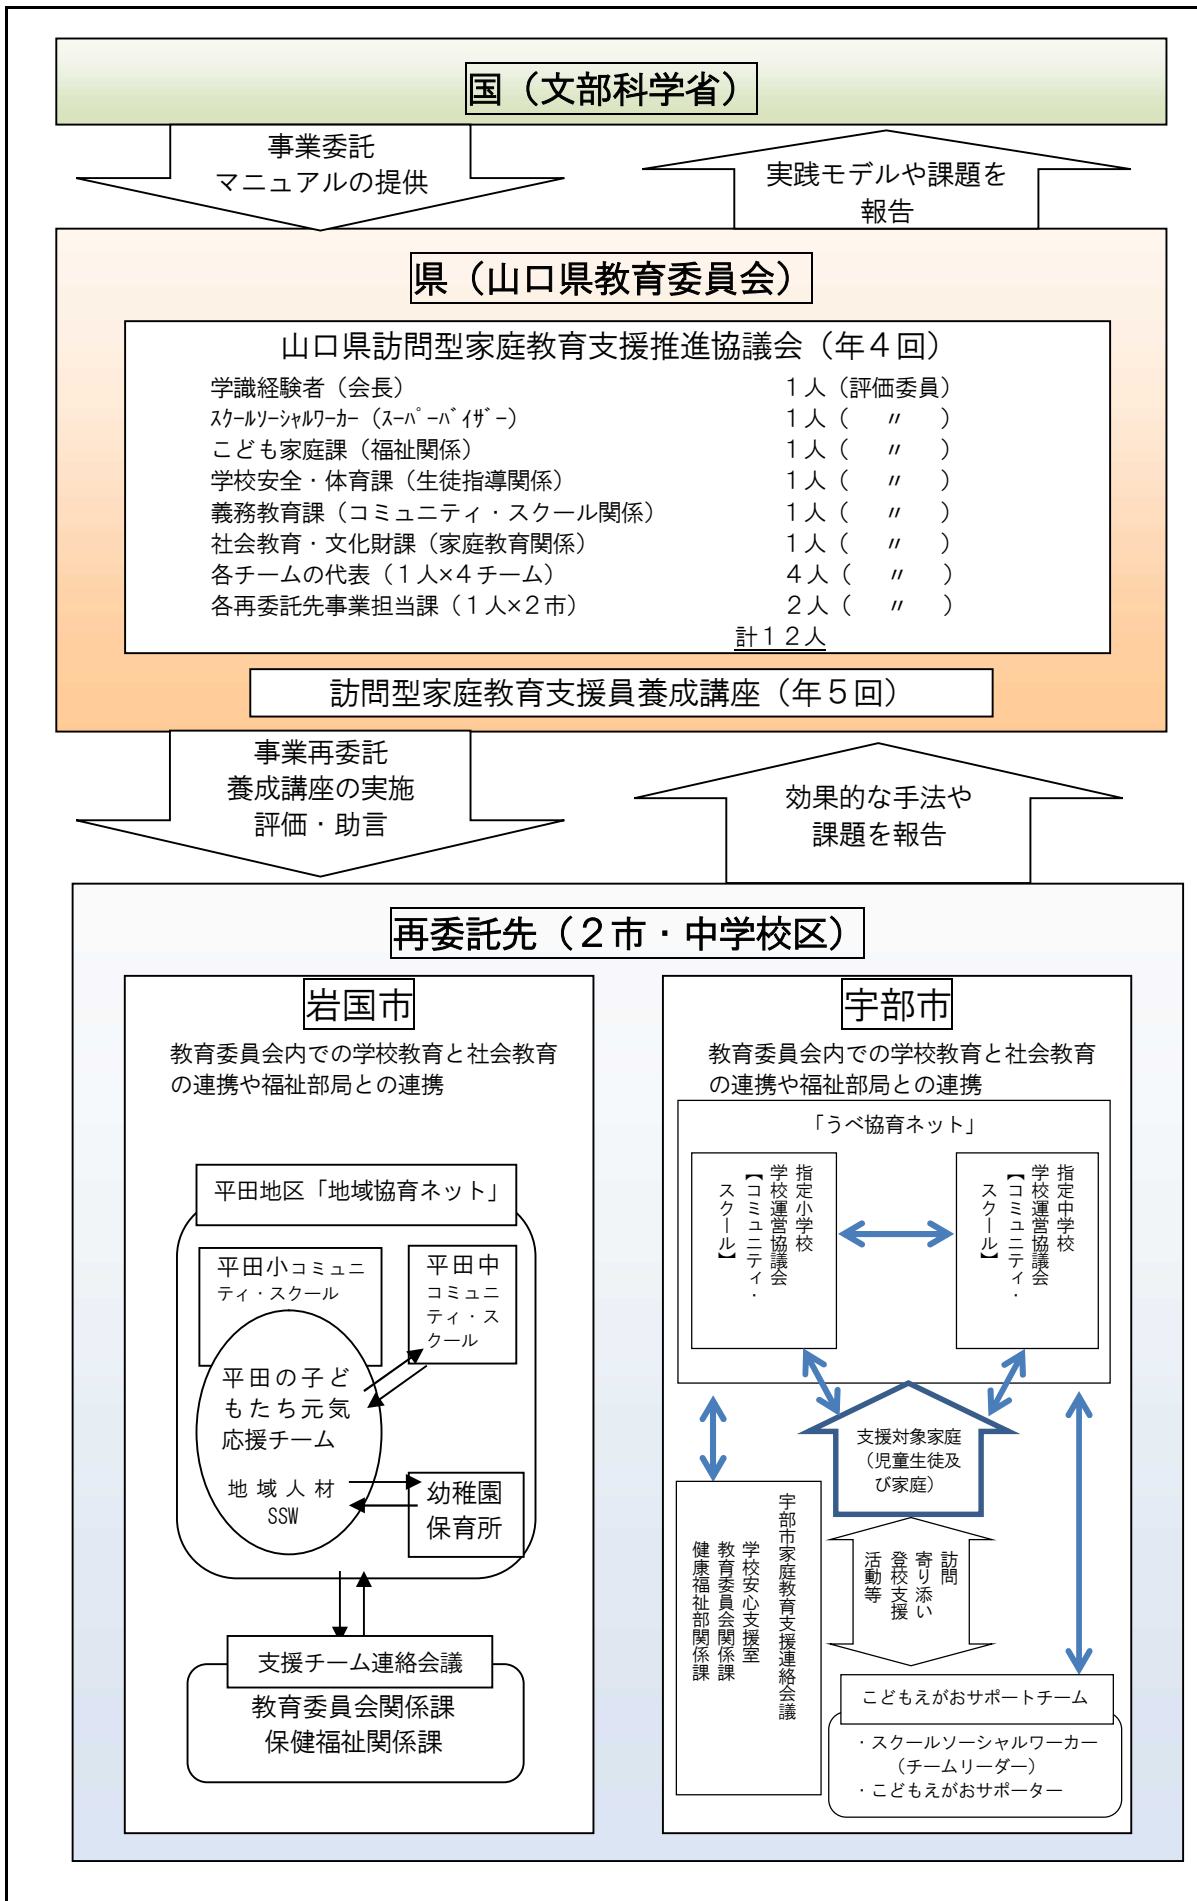 国（文部科学省）
事業委託
マニュアルの提供
実践モデルや課題を
報告
県（山口県教育委員会）
山口県訪問型家庭教育支援推進協議会（年４回）
学識経験者（会長）　１人（評価委員）
ｽｸｰﾙｿｰｼｬﾙﾜｰｶｰ（ｽｰﾊﾟｰﾊﾞｲｻﾞｰ）　１人（　〃　）
こども家庭課（福祉関係）　１人（　〃　）
学校安全・体育課（生徒指導関係）　１人（　〃　）
義務教育課（コミュニティ・スクール関係）　１人（　〃　）
社会教育・文化財課（家庭教育関係）　１人（　〃　）
各チームの代表（１人×４チーム）　４人（　〃　）
各再委託先事業担当課（１人×２市）　２人（　〃　）
計１２人
訪問型家庭教育支援員養成講座（年５回）
事業再委託
養成講座の実施
評価・助言
効果的な手法や
課題を報告
再委託先（２市・中学校区）
岩国市
教育委員会内での学校教育と社会教育
の連携や福祉部局との連携
平田地区「地域協育ネット」
平田小コミュニ
ティ・スクール
平田中
コミュニ
ティ・ス
クール
平田の子ど
もたち元気
応援チーム
地域人材
SSW
幼稚園
保育所
支援チーム連絡会議
教育委員会関係課
保健福祉関係課
宇部市
教育委員会内での学校教育と社会教育
の連携や福祉部局との連携
「うべ協育ネット」
指定小学校
学校運営協議会
【コミュニティ・
スクール】
指定中学校
学校運営協議会
【コミュニティ・
スクール】
支援対象家庭
（児童生徒及
び家庭）
宇部市家庭教育支援連絡会議
学校安心支援室
教育委員会関係課
健康福祉部関係課
訪問
寄り添い
登校支援
活動等
こどもえがおサポートチーム
・スクールソーシャルワーカー
（チームリーダー）
・こどもえがおサポーター